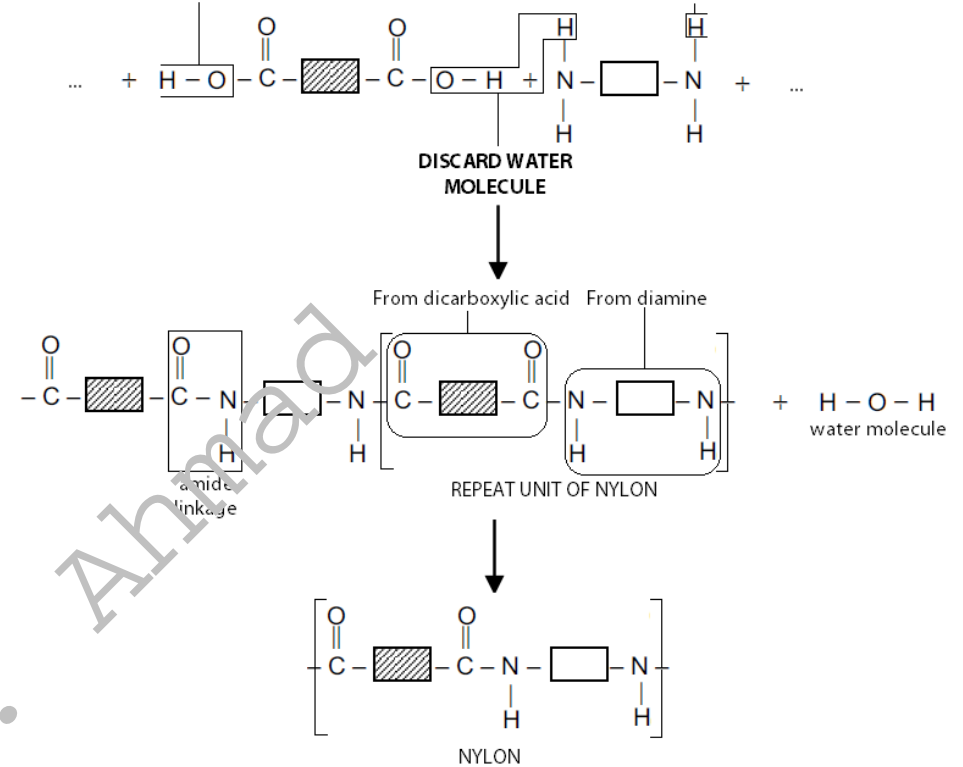 O O H H
... + H – O – C – – C – O – H + N – – N – + ...
H H
DISCARD WATER
MOLECULE
From dicarboxylic acid From diamine
O O O O
– C – – C – N – – N – C – – C – N – – N – + H – O – H
H H H H
water molecule
amide
linkage
REPEAT UNIT OF NYLON
Ahmad
O O
– C – – C – N – – N –
H H
NYLON